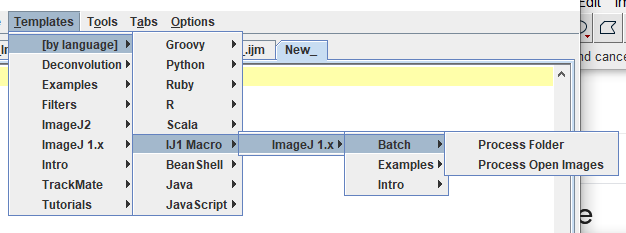 Templates Tools Tabs Options
Edit
.ijm New_
nd cance
[by language]
Deconvolution
Examples
Filters
ImageJ2
ImageJ 1.x
Intro
TrackMate
Tutorials
Groovy
Python
Ruby
R
Scala
IJ1 Macro
BeanShell
Java
JavaScript
ImageJ 1.x
Batch
Examples
Intro
Process Folder
Process Open Images
e